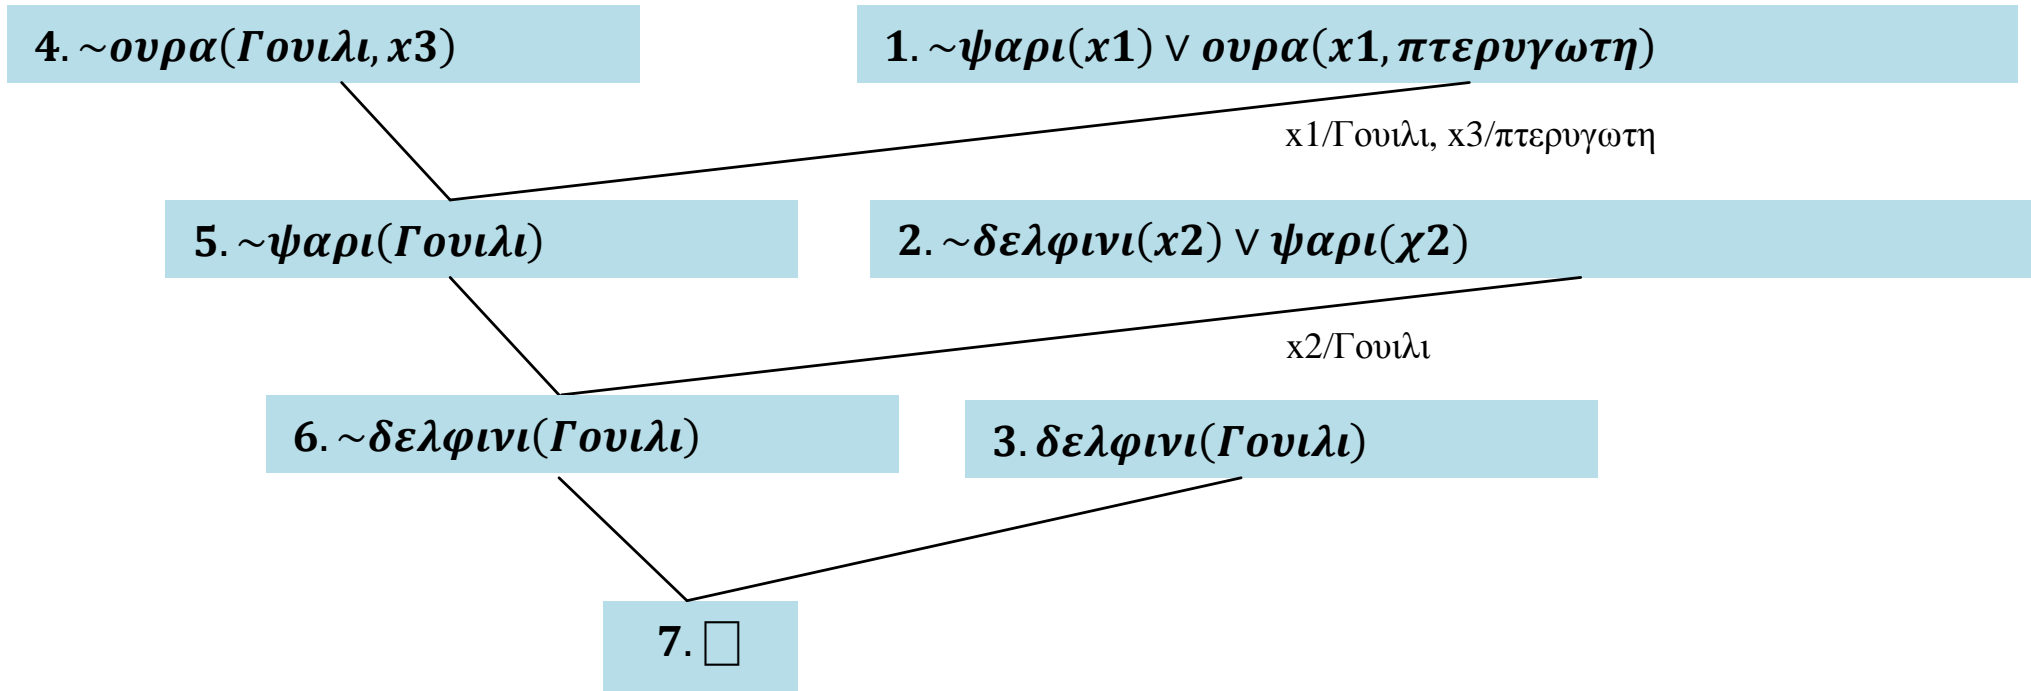 4. ~ουρα(Γουιλι, x3)
1. ~ψαρι(x1) ∨ ουρα(x1, πτερυγωτη)
x1/Γουιλι, x3/πτερυγωτη
5. ~ψαρι(Γουιλι)
2. ~δελφινι(x2) ∨ ψαρι(χ2)
x2/Γουιλι
6. ~δελφινι(Γουιλι)
3. δελφινι(Γουιλι)
7. □